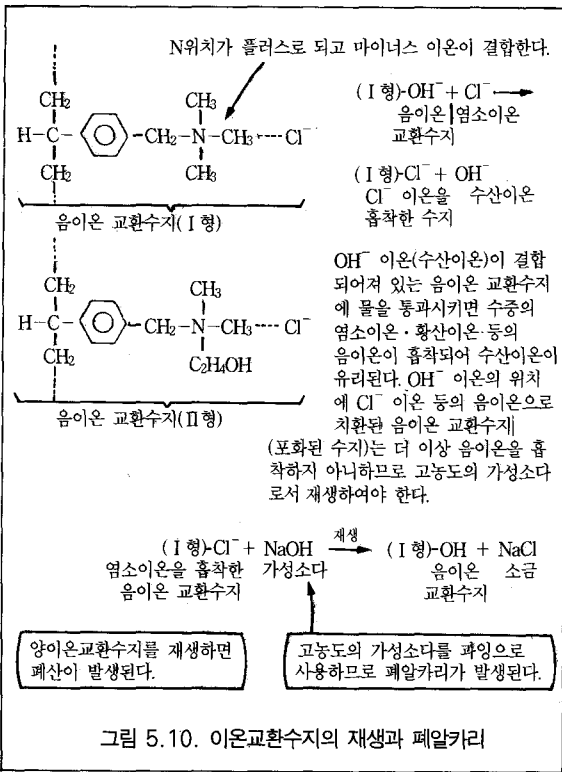 N위치가 플러스로 되고 마이너스 이온이 결합한다.
CH₂
CH₃
H-C-
-CH₂-N-CH₃----Cl⁻
CH₂
CH₃
음이온 교환수지(Ⅰ형)
(Ⅰ형)-OH⁻ + Cl⁻ →
음이온 염소이온
교환수지
(Ⅰ형)-Cl⁻ + OH⁻
Cl⁻ 이온을 수산이온
흡착한 수지
CH₂
CH₃
H-C-
-CH₂-N-CH₃----Cl⁻
CH₂
C₂H₄OH
음이온 교환수지(Ⅱ형)
OH⁻ 이온(수산이온)이 결합
되어져 있는 음이온 교환수지
에 물을 통과시키면 수중의
염소이온・황산이온 등의
음이온이 흡착되어 수산이온이
유리된다. OH⁻ 이온의 위치
에 Cl⁻ 이온 등의 음이온으로
치환된 음이온 교환수지
(포화된 수지)는 더 이상 음이온을 흡
착하지 아니하므로 고농도의 가성소다
로서 재생하여야 한다.
재생
(Ⅰ형)-Cl⁻ + NaOH → (Ⅰ형)-OH + NaCl
염소이온을 흡착한 가성소다 음이온 소금
음이온 교환수지 교환수지
양이온교환수지를 재생하면
폐산이 발생된다.
고농도의 가성소다를 과잉으로
사용하므로 폐알카리가 발생된다.
그림 5.10. 이온교환수지의 재생과 폐알카리